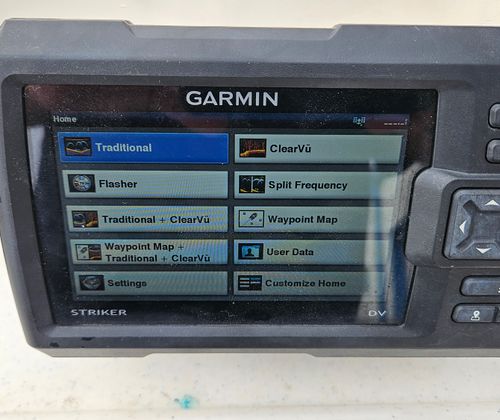 GARMIN
Home
Traditional
ClearVü
Flasher
Split Frequency
Traditional + ClearVü
Waypoint Map
Waypoint Map +
Traditional + ClearVü
User Data
Settings
Customize Home
STRIKER
DV